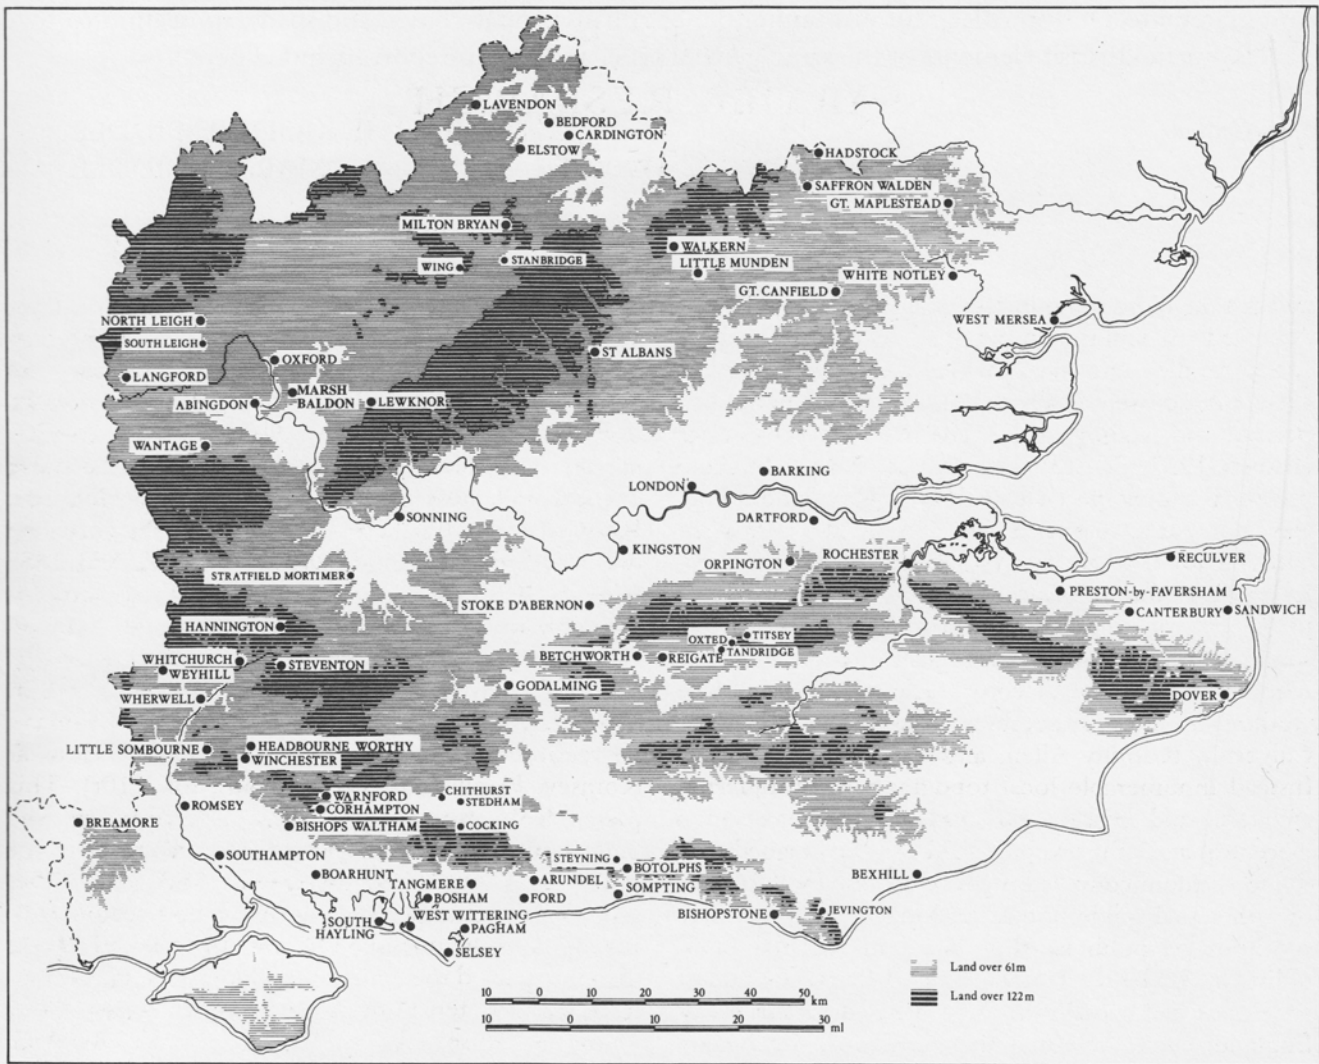 LAVENDON
BEDFORD
CARDINGTON
ELSTOW
HADSTOCK
SAFFRON WALDEN
GT. MAPLESTEAD
MILTON BRYAN
WALKERN
WING
STANBRIDGE
LITTLE MUNDEN
WHITE NOTLEY
GT. CANFIELD
NORTH LEIGH
WEST MERSEA
SOUTH LEIGH
OXFORD
ST ALBANS
LANGFORD
MARSH
BALDON
ABINGDON
LEWKNOR
WANTAGE
BARKING
LONDON
SONNING
DARTFORD
KINGSTON
ORPINGTON
ROCHESTER
RECULVER
STRATFIELD MORTIMER
PRESTON-by-FAVERSHAM
STOKE D'ABERNON
CANTERBURY
SANDWICH
HANNINGTON
OXTED
TITSEY
TANDRIDGE
WHITCHURCH
WEYHILL
STEVENTON
BETCHWORTH
REIGATE
GODALMING
WHERWELL
DOVER
LITTLE SOMBOURNE
HEADBOURNE WORTHY
WINCHESTER
CHITHURST
STEDHAM
WARNFORD
CORHAMPTON
ROMSEY
BREAMORE
BISHOPS WALTHAM
COCKING
SOUTHAMPTON
STEYNING
BOTOLPHS
BOARHUNT
TANGMERE
ARUNDEL
BEXHILL
BOSHAM
FORD
SOMPTING
SOUTH
HAYLING
WEST WITTERING
PAGHAM
BISHOPSTONE
JEVINGTON
SELSEY
Land over 61m
Land over 122m
10 0 10 20 30 40 50 km
10 0 10 20 30 ml